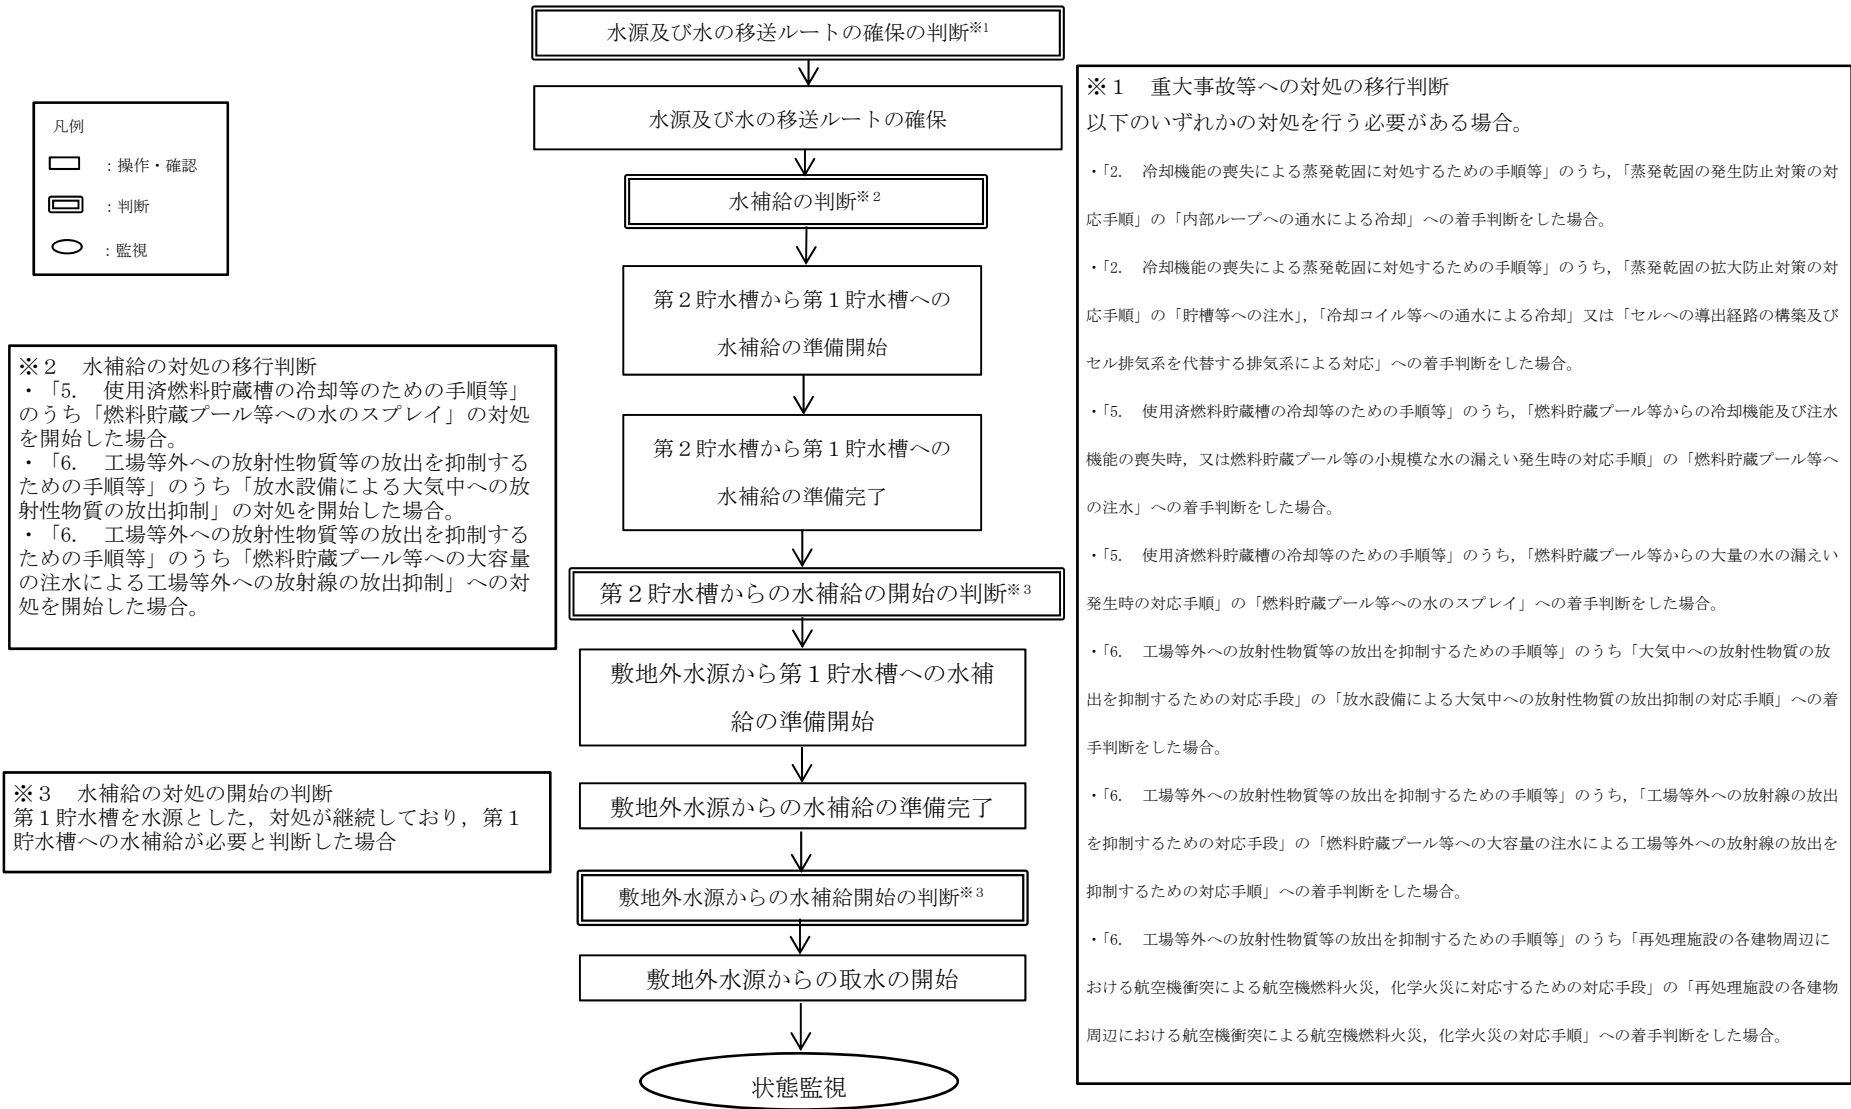 水源及び水の移送ルートの確保の判断※1
水源及び水の移送ルートの確保
水補給の判断※２
第２貯水槽から第１貯水槽への
水補給の準備開始
第２貯水槽から第１貯水槽への
水補給の準備完了
第２貯水槽からの水補給の開始の判断※３
敷地外水源から第１貯水槽への水補
給の準備開始
敷地外水源からの水補給の準備完了
敷地外水源からの水補給開始の判断※３
敷地外水源からの取水の開始
状態監視
凡例
：操作・確認
：判断
：監視
※２　水補給の対処の移行判断
・「5.　使用済燃料貯蔵槽の冷却等のための手順等」
のうち「燃料貯蔵プール等への水のスプレイ」の対処
を開始した場合。
・「6.　工場等外への放射性物質等の放出を抑制する
ための手順等」のうち「放水設備による大気中への放
射性物質の放出抑制」の対処を開始した場合。
・「6.　工場等外への放射性物質等の放出を抑制する
ための手順等」のうち「燃料貯蔵プール等への大容量
の注水による工場等外への放射線の放出抑制」への対
処を開始した場合。
※３　水補給の対処の開始の判断
第１貯水槽を水源とした，対処が継続しており，第１
貯水槽への水補給が必要と判断した場合
※１　重大事故等への対処の移行判断
以下のいずれかの対処を行う必要がある場合。
・「2.　冷却機能の喪失による蒸発乾固に対処するための手順等」のうち，「蒸発乾固の発生防止対策の対
応手順」の「内部ループへの通水による冷却」への着手判断をした場合。
・「2.　冷却機能の喪失による蒸発乾固に対処するための手順等」のうち，「蒸発乾固の拡大防止対策の対
応手順」の「貯槽等への注水」，「冷却コイル等への通水による冷却」又は「セルへの導出経路の構築及び
セル排気系を代替する排気系による対応」への着手判断をした場合。
・「5.　使用済燃料貯蔵槽の冷却等のための手順等」のうち，「燃料貯蔵プール等からの冷却機能及び注水
機能の喪失時，又は燃料貯蔵プール等の小規模な水の漏えい発生時の対応手順」の「燃料貯蔵プール等へ
の注水」への着手判断をした場合。
・「5.　使用済燃料貯蔵槽の冷却等のための手順等」のうち，「燃料貯蔵プール等からの大量の水の漏えい
発生時の対応手順」の「燃料貯蔵プール等への水のスプレイ」への着手判断をした場合。
・「6.　工場等外への放射性物質等の放出を抑制するための手順等」のうち「大気中への放射性物質の放
出を抑制するための対応手段」の「放水設備による大気中への放射性物質の放出抑制の対応手順」への着
手判断をした場合。
・「6.　工場等外への放射性物質等の放出を抑制するための手順等」のうち，「工場等外への放射線の放出
を抑制するための対応手段」の「燃料貯蔵プール等への大容量の注水による工場等外への放射線の放出を
抑制するための対応手順」への着手判断をした場合。
・「6.　工場等外への放射性物質等の放出を抑制するための手順等」のうち「再処理施設の各建物周辺に
おける航空機衝突による航空機燃料火災，化学火災に対応するための対応手段」の「再処理施設の各建物
周辺における航空機衝突による航空機燃料火災，化学火災の対応手順」への着手判断をした場合。